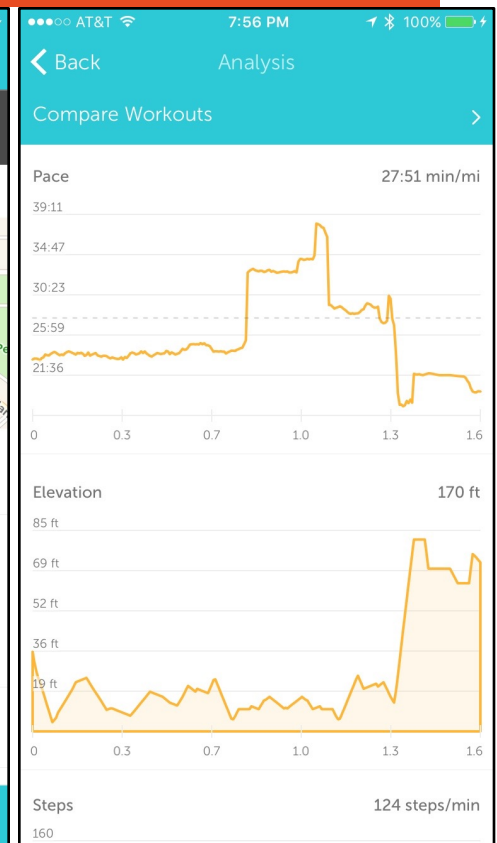 AT&T 7:56 PM 100%
Back Analysis
Compare Workouts
Pace 27:51 min/mi
39:11
34:47
30:23
25:59
21:36
0 0.3 0.7 1.0 1.3 1.6
Elevation 170 ft
85 ft
69 ft
52 ft
36 ft
19 ft
0 0.3 0.7 1.0 1.3 1.6
Steps 124 steps/min
160